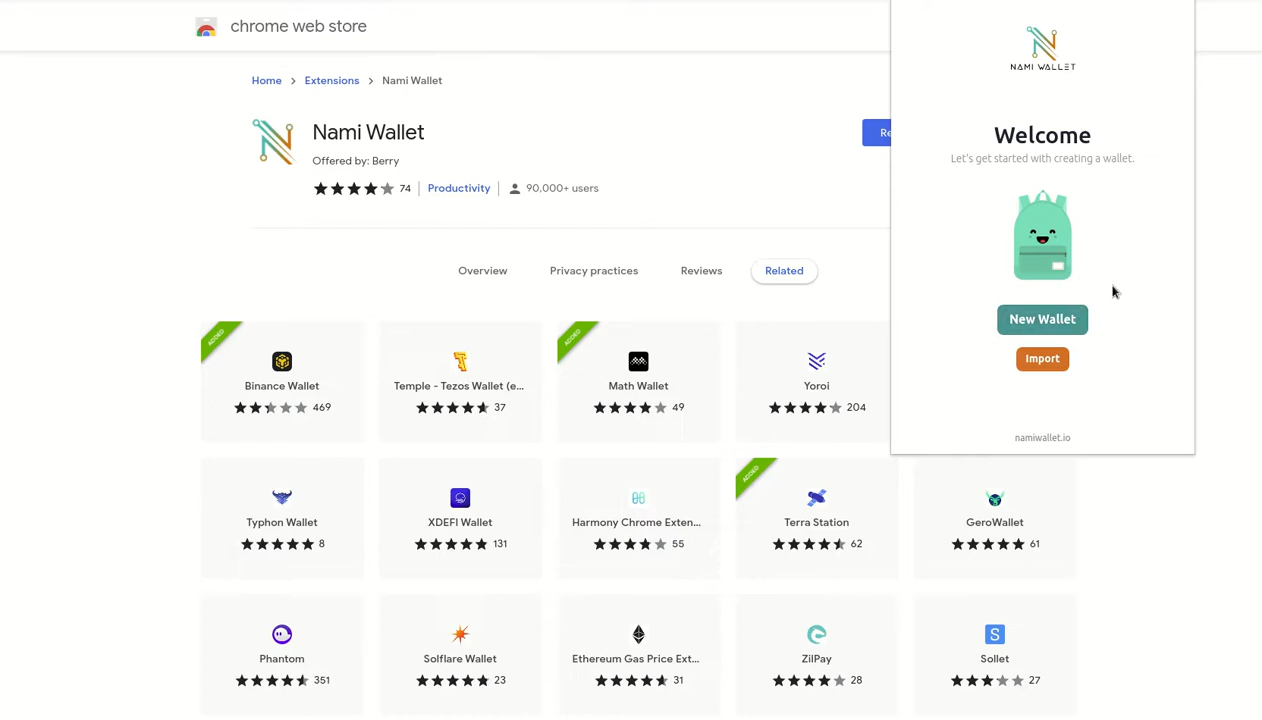 chrome web store
Home
Extensions
Nami Wallet
Nami Wallet
Offered by: Berry
74
Productivity
90,000+ users
Re
Overview
Privacy practices
Reviews
Related
NAMI WALLET
Welcome
Let's get started with creating a wallet.
New Wallet
Import
namiwallet.io
ADDED
Binance Wallet
469
Temple - Tezos Wallet (e...
37
ADDED
Math Wallet
49
Yoroi
204
Typhon Wallet
8
XDEFI Wallet
131
Harmony Chrome Exten...
55
ADDED
Terra Station
62
GeroWallet
61
Phantom
351
Solflare Wallet
23
Ethereum Gas Price Ext...
31
ZilPay
28
S
Sollet
27